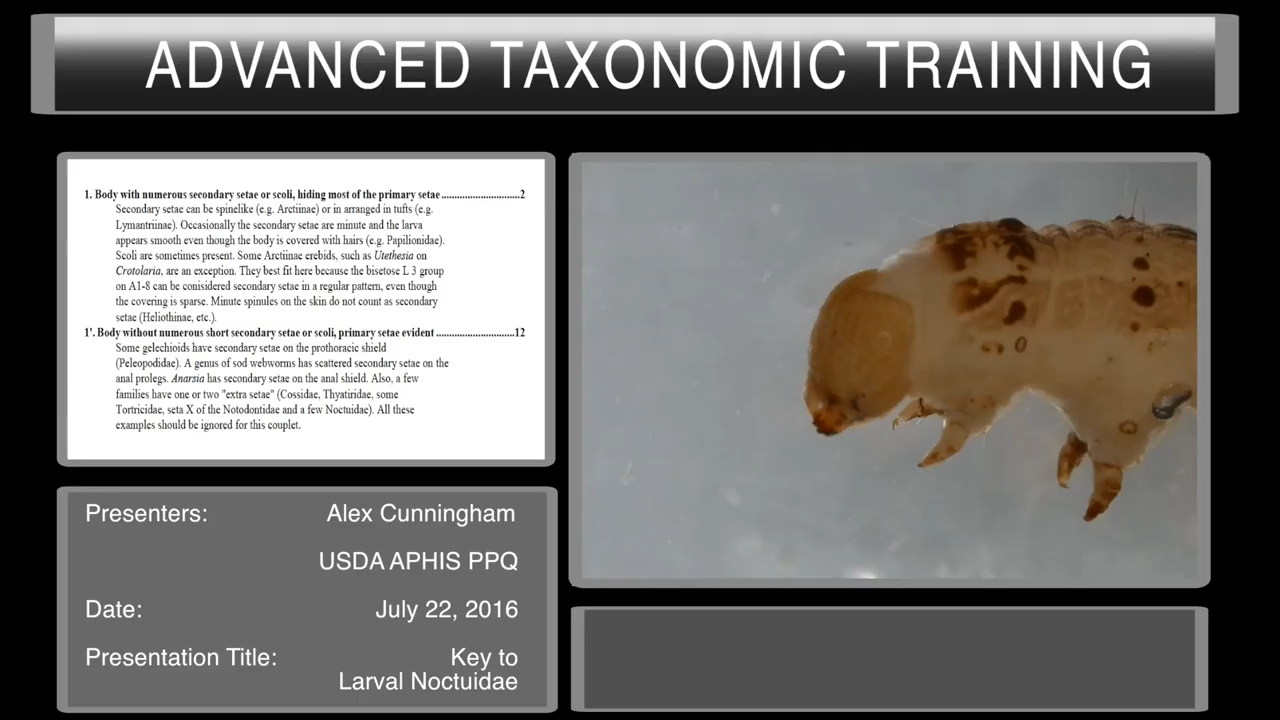 ADVANCED TAXONOMIC TRAINING
1. Body with numerous secondary setae or scoli, hiding most of the primary setae ............................2
Secondary setae can be spinelike (e.g. Arctiinae) or in arranged in tufts (e.g.
Lymantriinae). Occasionally the secondary setae are minute and the larva
appears smooth even though the body is covered with hairs (e.g. Papilionidae).
Scoli are sometimes present. Some Arctiinae erebids, such as Utethesia on
Crotolaria, are an exception. They best fit here because the bisetose L 3 group
on A1-8 can be conisidered secondary setae in a regular pattern, even though
the covering is sparse. Minute spinules on the skin do not count as secondary
setae (Heliothinae, etc.).
1'. Body without numerous short secondary setae or scoli, primary setae evident ............................12
Some gelechioids have secondary setae on the prothoracic shield
(Peleopodidae). A genus of sod webworms has scattered secondary setae on the
anal prolegs. Anarsia has secondary setae on the anal shield. Also, a few
families have one or two "extra setae" (Cossidae, Thyatiridae, some
Tortricidae, seta X of the Notodontidae and a few Noctuidae). All these
examples should be ignored for this couplet.
Presenters: Alex Cunningham
USDA APHIS PPQ
Date: July 22, 2016
Presentation Title: Key to
Larval Noctuidae